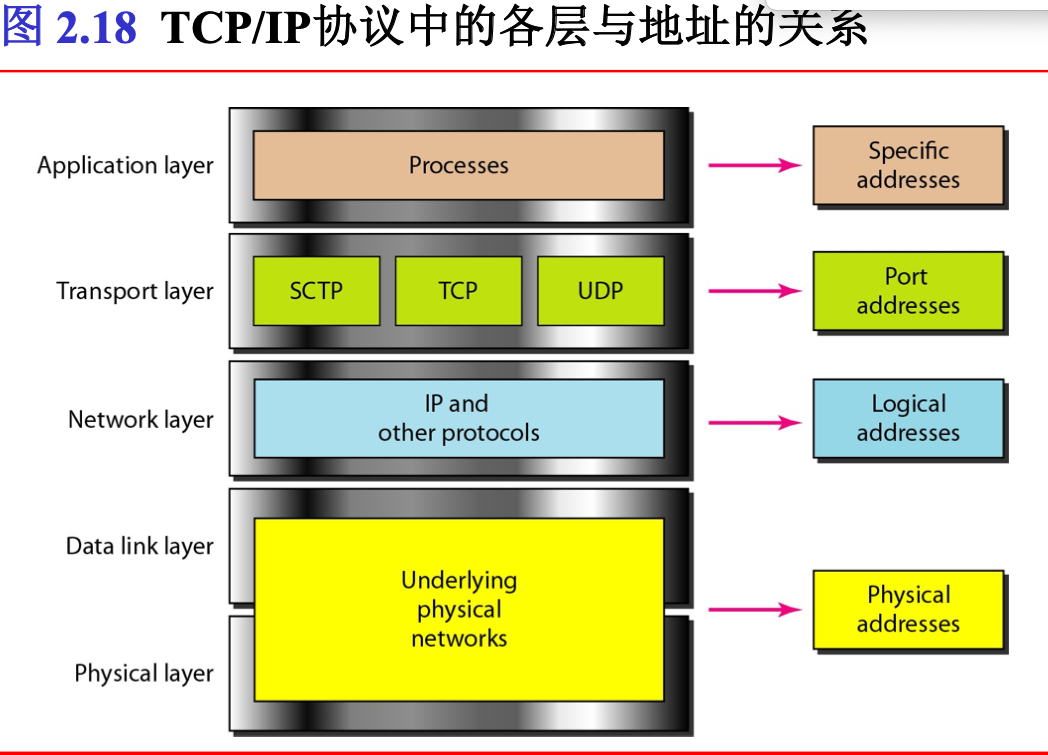 图 2.18 TCP/IP协议中的各层与地址的关系
Application layer
Processes
Specific
addresses
Transport layer
SCTP
TCP
UDP
Port
addresses
Network layer
IP and
other protocols
Logical
addresses
Data link layer
Underlying
physical
networks
Physical
addresses
Physical layer